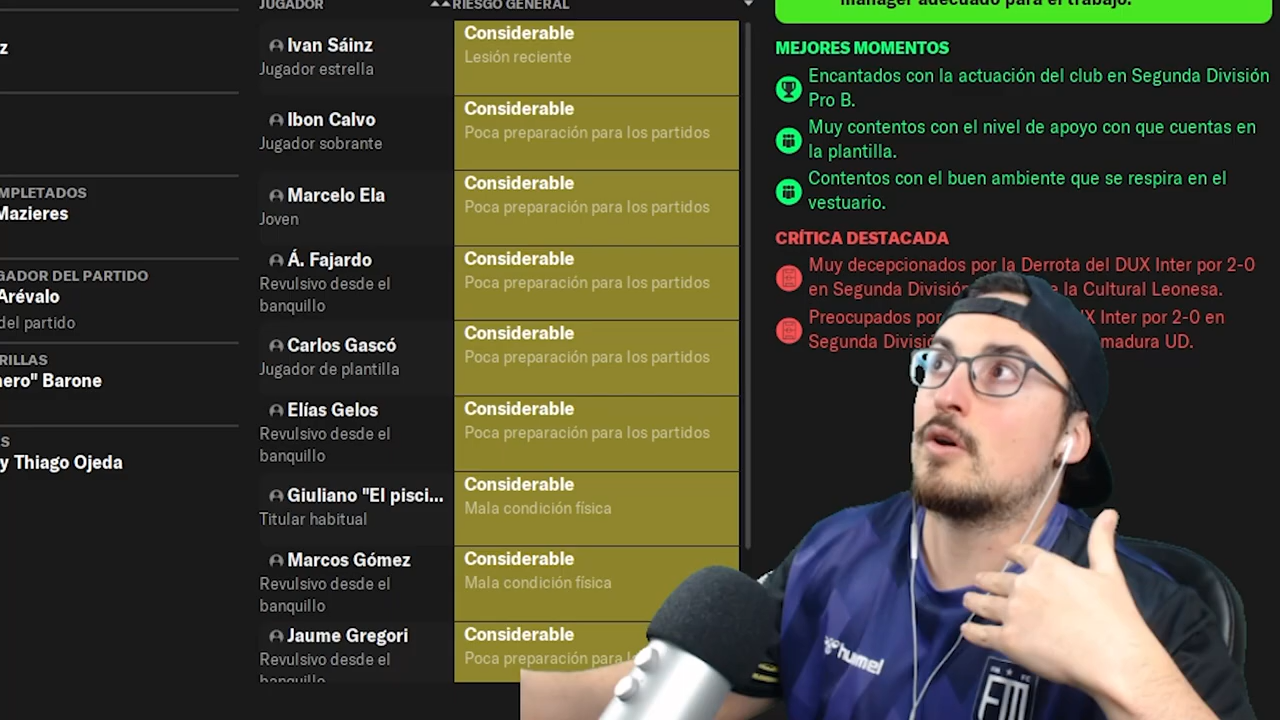 JUGADOR
RIESGO GENERAL
z
MPLETADOS
Mazieres
GADOR DEL PARTIDO
Arévalo
del partido
RILLAS
nero" Barone
S
y Thiago Ojeda
Ivan Sáinz
Jugador estrella
Considerable
Lesión reciente
Ibon Calvo
Jugador sobrante
Considerable
Poca preparación para los partidos
Marcelo Ela
Joven
Considerable
Poca preparación para los partidos
Á. Fajardo
Revulsivo desde el
banquillo
Considerable
Poca preparación para los partidos
Carlos Gascó
Jugador de plantilla
Considerable
Poca preparación para los partidos
Elías Gelos
Revulsivo desde el
banquillo
Considerable
Poca preparación para los partidos
Giuliano "El pisci...
Titular habitual
Considerable
Mala condición física
Marcos Gómez
Revulsivo desde el
banquillo
Considerable
Mala condición física
Jaume Gregori
Revulsivo desde el
banquillo
Considerable
Poca preparación para l
manager adecuado para el trabajo.
MEJORES MOMENTOS
Encantados con la actuación del club en Segunda División
Pro B.
Muy contentos con el nivel de apoyo con que cuentas en
la plantilla.
Contentos con el buen ambiente que se respira en el
vestuario.
CRÍTICA DESTACADA
Muy decepcionados por la Derrota del DUX Inter por 2-0
en Segunda División e la Cultural Leonesa.
Preocupados por X Inter por 2-0 en
Segunda Divisi madura UD.
hummel
FM